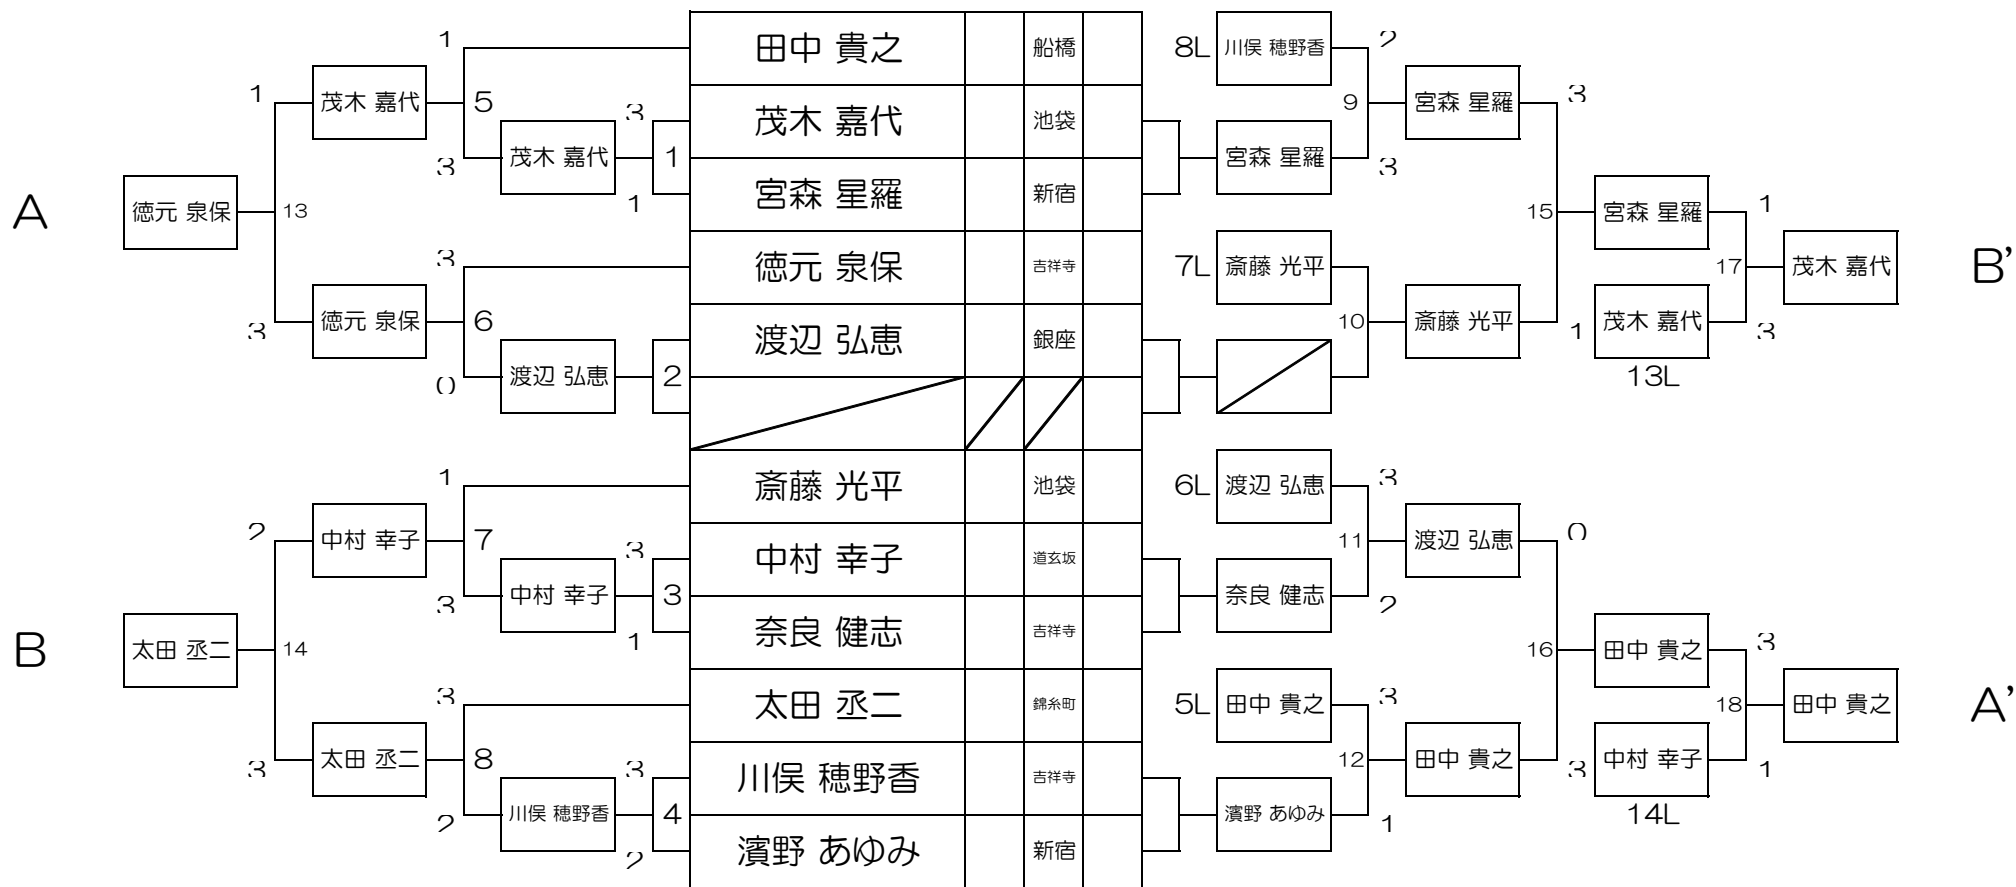 1
田中 貴之 船橋
8L 川俣 穂野香
2
1
茂木 嘉代
5
3
茂木 嘉代 池袋
9
宮森 星羅
3
茂木 嘉代
1
3
1
宮森 星羅 新宿
宮森 星羅
3
A
徳元 泉保
13
15
宮森 星羅
1
3
徳元 泉保 吉祥寺
7L 斎藤 光平
17
茂木 嘉代
B’
徳元 泉保
6
3
渡辺 弘恵 銀座
10
斎藤 光平
1
茂木 嘉代
3
13L
0
渡辺 弘恵
2
1
斎藤 光平 池袋
6L 渡辺 弘恵
3
2
中村 幸子
7
3
中村 幸子 道玄坂
11
渡辺 弘恵
0
3
中村 幸子
3
1
奈良 健志 吉祥寺
奈良 健志
2
B
太田 丞二
14
16
田中 貴之
3
3
太田 丞二 錦糸町
5L 田中 貴之
3
18
田中 貴之
A’
3
太田 丞二
8
3
川俣 穂野香 吉祥寺
12
田中 貴之
3
中村 幸子
1
14L
2
川俣 穂野香
4
2
濱野 あゆみ 新宿
濱野 あゆみ
1